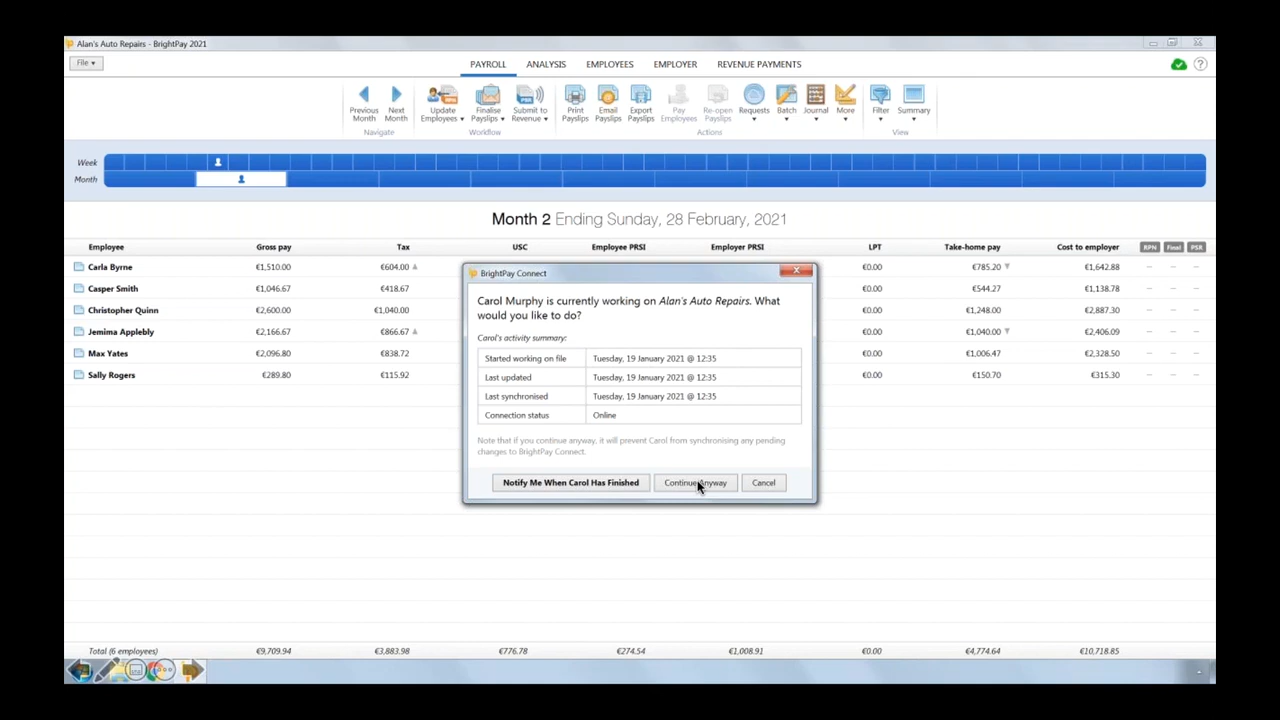 Alan's Auto Repairs - BrightPay 2021
File
PAYROLL ANALYSIS EMPLOYEES EMPLOYER REVENUE PAYMENTS
Previous Month Next Month Update Employees Finalise Payslips Submit to Revenue Print Payslips Email Payslips Export Payslips Pay Employees Re-open Payslips Requests Batch Journal More Filter Summary
Navigate Workflow Actions View
Week
Month
Month 2 Ending Sunday, 28 February, 2021
Employee Gross pay Tax USC Employee PRSI Employer PRSI LPT Take-home pay Cost to employer RPN Final PSR
Carla Byrne €1,510.00 €604.00 €0.00 €785.20 €1,642.88 – – –
Casper Smith €1,046.67 €418.67 €0.00 €544.27 €1,138.78 – – –
Christopher Quinn €2,600.00 €1,040.00 €0.00 €1,248.00 €2,887.30 – – –
Jemima Applebly €2,166.67 €866.67 €0.00 €1,040.00 €2,406.09 – – –
Max Yates €2,096.80 €838.72 €0.00 €1,006.47 €2,328.50 – – –
Sally Rogers €289.80 €115.92 €0.00 €150.70 €315.30 – – –
BrightPay Connect
Carol Murphy is currently working on Alan's Auto Repairs. What
would you like to do?
Carol's activity summary:
Started working on file Tuesday, 19 January 2021 @ 12:35
Last updated Tuesday, 19 January 2021 @ 12:35
Last synchronised Tuesday, 19 January 2021 @ 12:35
Connection status Online
Note that if you continue anyway, it will prevent Carol from synchronising any pending
changes to BrightPay Connect.
Notify Me When Carol Has Finished Continue Anyway Cancel
Total (6 employees) €9,709.94 €3,883.98 €776.78 €274.54 €1,008.91 €0.00 €4,774.64 €10,718.85